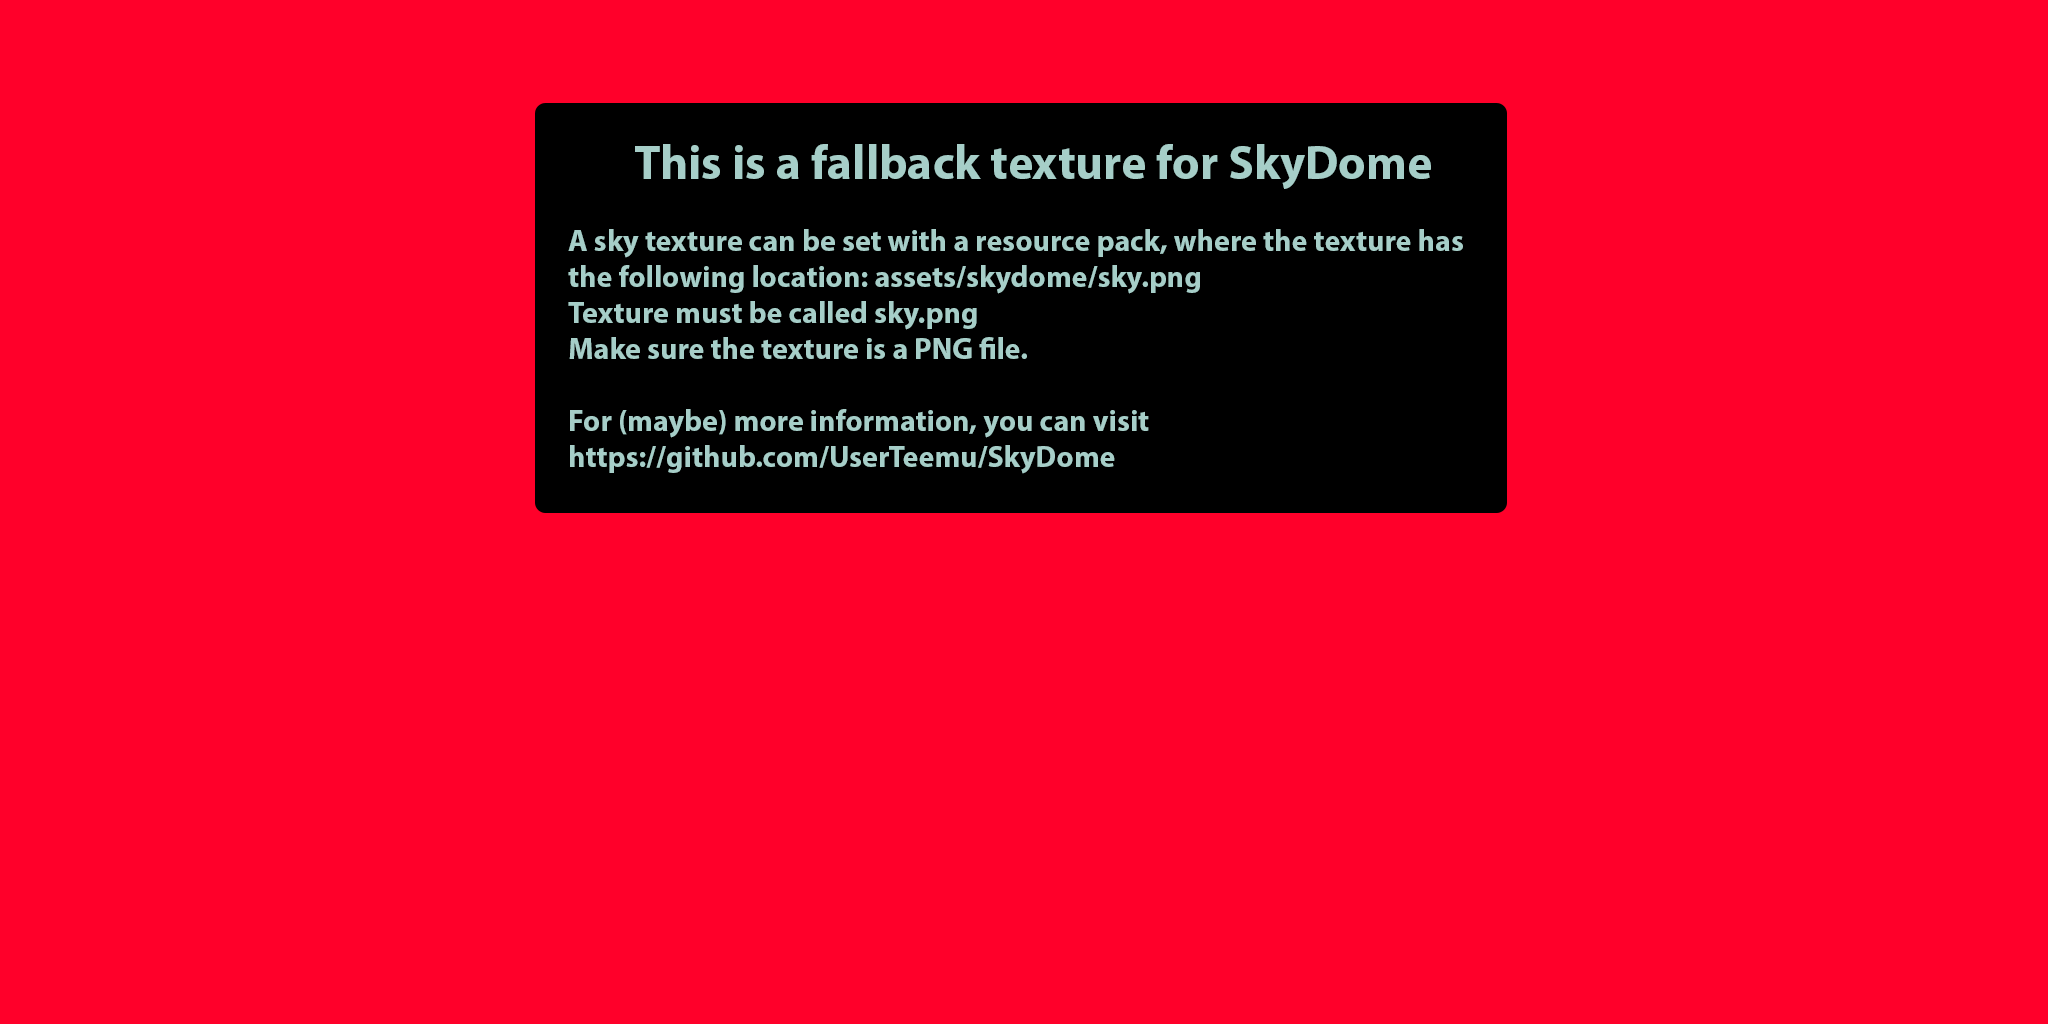 This is a fallback texture for SkyDome
A sky texture can be set with a resource pack, where the texture has
the following location: assets/skydome/sky.png
Texture must be called sky.png
Make sure the texture is a PNG file.
For (maybe) more information, you can visit
https://github.com/UserTeemu/SkyDome